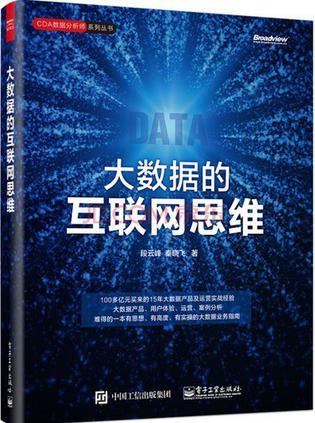 CDA数据分析师系列丛书
Broadview
DATA
大数据的
互联网思维
段云峰 秦晓飞 著
100多亿元买来的15年大数据产品及运营实战经验
大数据产品、用户体验、运营、案例分析
难得的一本有思想、有高度、有实操的大数据业务指南
中国工信出版集团
电子工业出版社
大数据的互联网思维